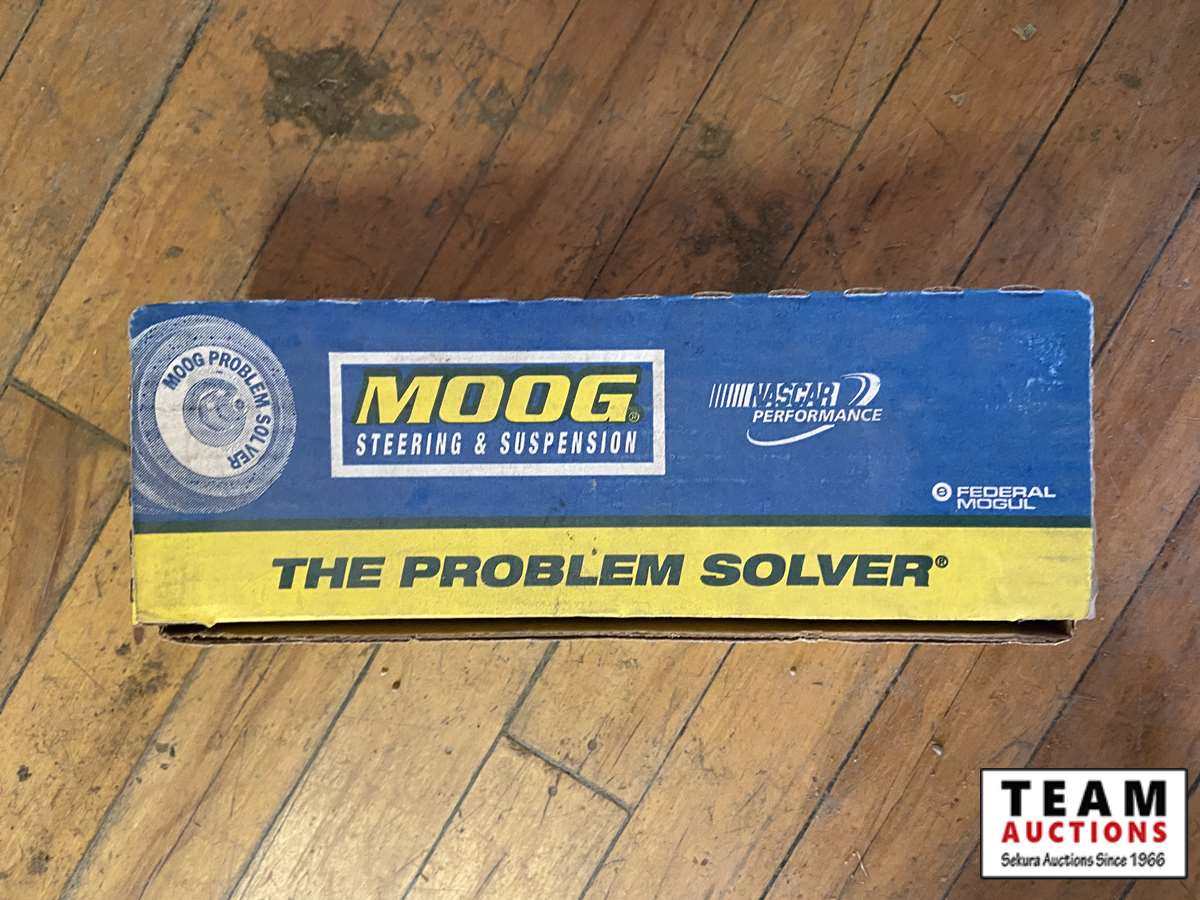 MOOG PROBLEM SOLVER
MOOG®
STEERING & SUSPENSION
NASCAR
PERFORMANCE
FEDERAL
MOGUL
THE PROBLEM SOLVER®
TEAM
AUCTIONS
Sekura Auctions Since 1966